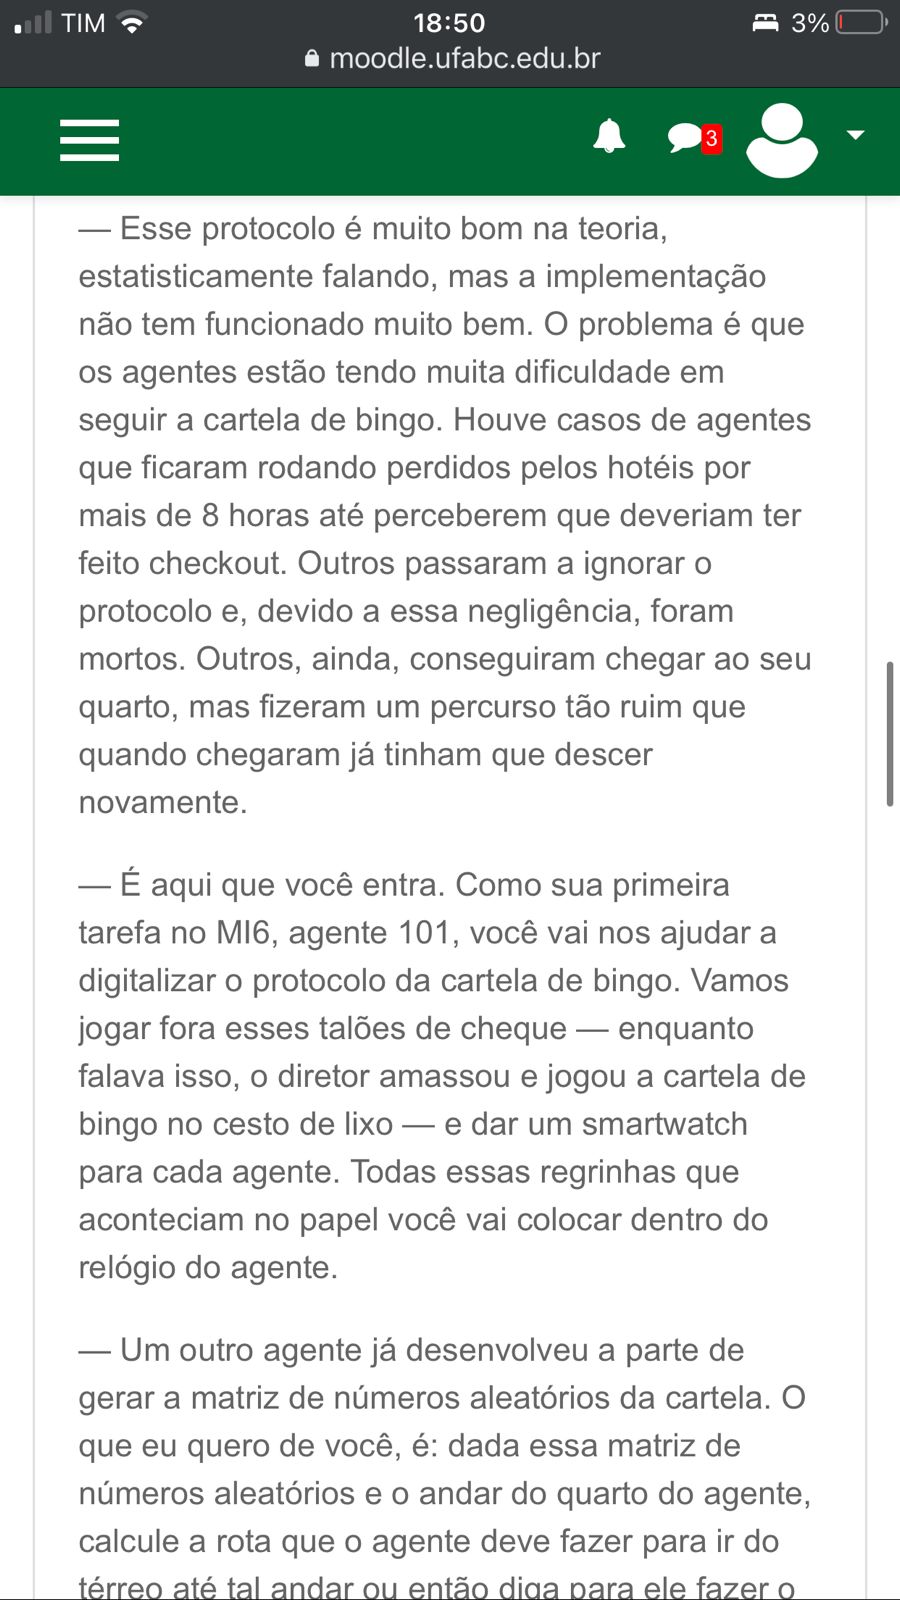 TIM 18:50 3%
moodle.ufabc.edu.br
3
— Esse protocolo é muito bom na teoria,
estatisticamente falando, mas a implementação
não tem funcionado muito bem. O problema é que
os agentes estão tendo muita dificuldade em
seguir a cartela de bingo. Houve casos de agentes
que ficaram rodando perdidos pelos hotéis por
mais de 8 horas até perceberem que deveriam ter
feito checkout. Outros passaram a ignorar o
protocolo e, devido a essa negligência, foram
mortos. Outros, ainda, conseguiram chegar ao seu
quarto, mas fizeram um percurso tão ruim que
quando chegaram já tinham que descer
novamente.
— É aqui que você entra. Como sua primeira
tarefa no MI6, agente 101, você vai nos ajudar a
digitalizar o protocolo da cartela de bingo. Vamos
jogar fora esses talões de cheque — enquanto
falava isso, o diretor amassou e jogou a cartela de
bingo no cesto de lixo — e dar um smartwatch
para cada agente. Todas essas regrinhas que
aconteciam no papel você vai colocar dentro do
relógio do agente.
— Um outro agente já desenvolveu a parte de
gerar a matriz de números aleatórios da cartela. O
que eu quero de você, é: dada essa matriz de
números aleatórios e o andar do quarto do agente,
calcule a rota que o agente deve fazer para ir do
térreo até tal andar ou então diga para ele fazer o